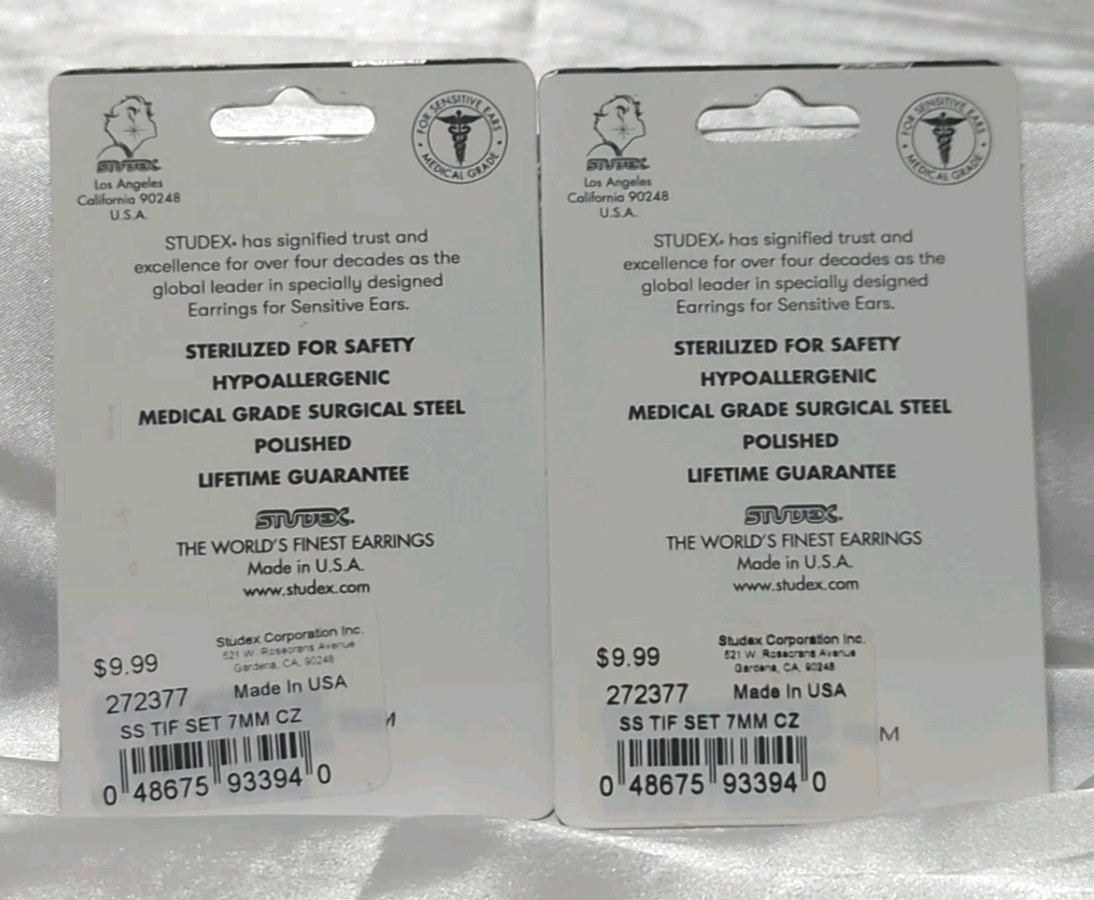 STUDEX
Los Angeles
California 90248
U.S.A.
FOR SENSITIVE EARS
MEDICAL GRADE
STUDEX® has signified trust and
excellence for over four decades as the
global leader in specially designed
Earrings for Sensitive Ears.
STERILIZED FOR SAFETY
HYPOALLERGENIC
MEDICAL GRADE SURGICAL STEEL
POLISHED
LIFETIME GUARANTEE
STUDEX.
THE WORLD'S FINEST EARRINGS
Made in U.S.A.
www.studex.com
Studex Corporation Inc.
521 W. Rosecrans Avenue
Gardena, CA, 90248
$9.99
272377 Made In USA
SS TIF SET 7MM CZ
M
0 48675 93394 0
STUDEX
Los Angeles
California 90248
U.S.A.
FOR SENSITIVE EARS
MEDICAL GRADE
STUDEX® has signified trust and
excellence for over four decades as the
global leader in specially designed
Earrings for Sensitive Ears.
STERILIZED FOR SAFETY
HYPOALLERGENIC
MEDICAL GRADE SURGICAL STEEL
POLISHED
LIFETIME GUARANTEE
STUDEX.
THE WORLD'S FINEST EARRINGS
Made in U.S.A.
www.studex.com
Studex Corporation Inc.
521 W. Rosecrans Avenue
Gardena, CA, 90248
$9.99
272377 Made In USA
SS TIF SET 7MM CZ
M
0 48675 93394 0